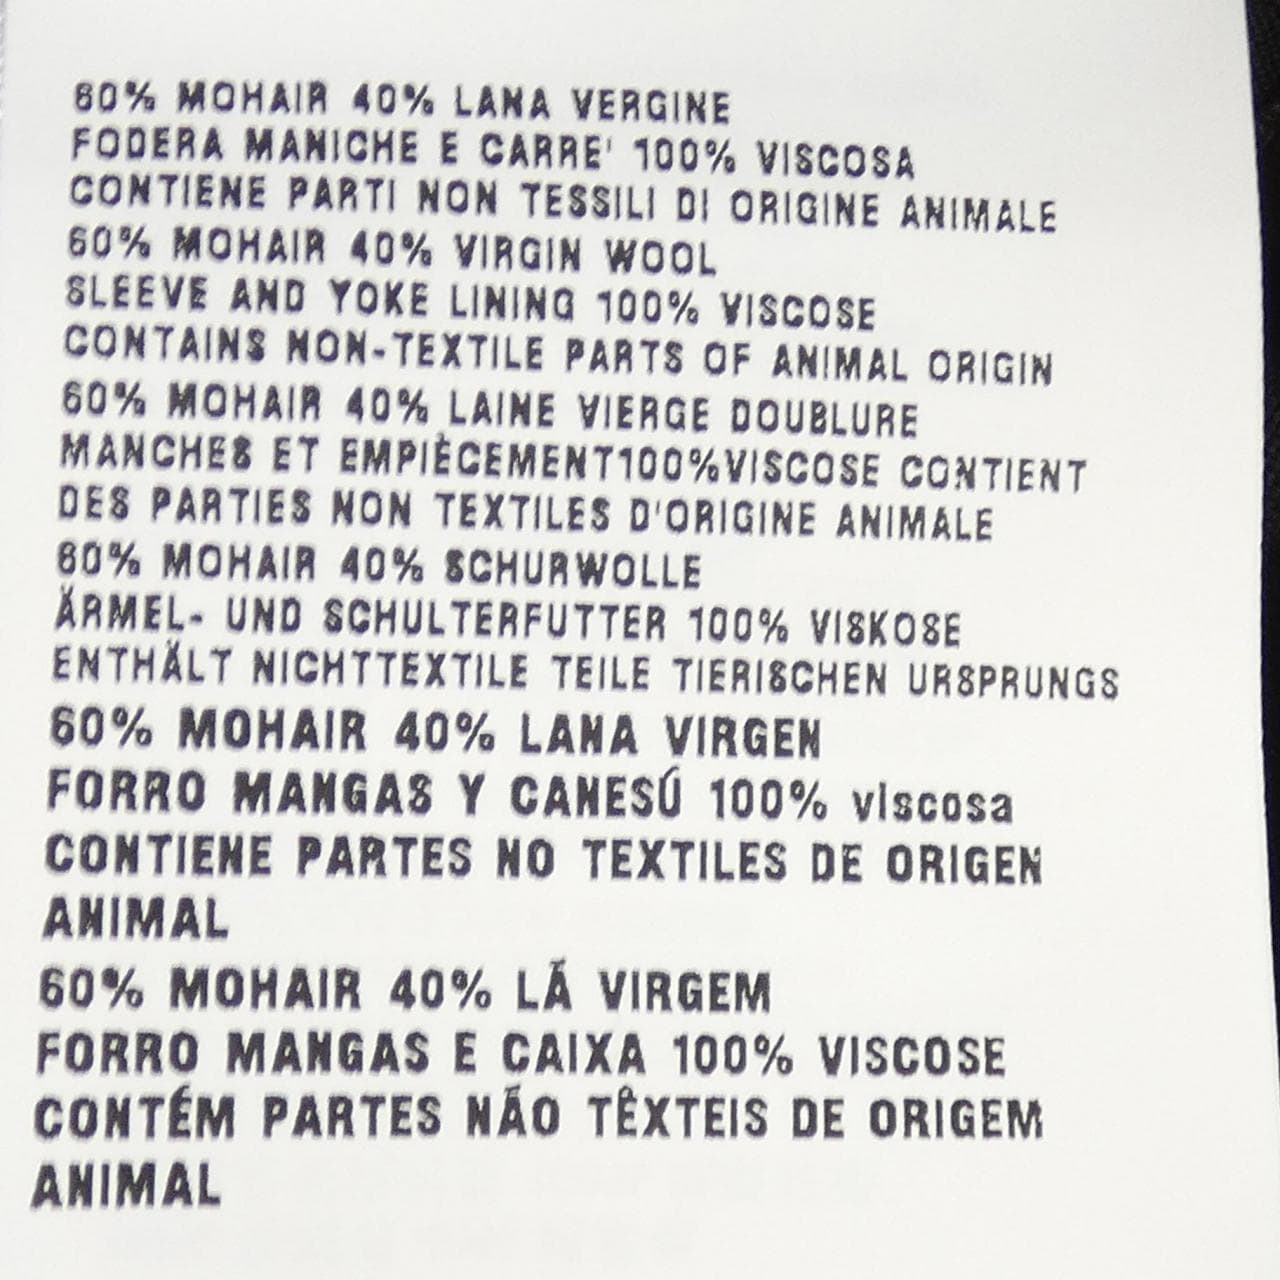 60% MOHAIR 40% LANA VERGINE
FODERA MANICHE E CARRE' 100% VISCOSA
CONTIENE PARTI NON TESSILI DI ORIGINE ANIMALE
60% MOHAIR 40% VIRGIN WOOL
SLEEVE AND YOKE LINING 100% VISCOSE
CONTAINS NON-TEXTILE PARTS OF ANIMAL ORIGIN
60% MOHAIR 40% LAINE VIERGE DOUBLURE
MANCHES ET EMPIÈCEMENT100%VISCOSE CONTIENT
DES PARTIES NON TEXTILES D'ORIGINE ANIMALE
60% MOHAIR 40% SCHURWOLLE
ÄRMEL- UND SCHULTERFUTTER 100% VISKOSE
ENTHÄLT NICHTTEXTILE TEILE TIERISCHEN URSPRUNGS
60% MOHAIR 40% LANA VIRGEN
FORRO MANGAS Y CANESÚ 100% viscosa
CONTIENE PARTES NO TEXTILES DE ORIGEN
ANIMAL
60% MOHAIR 40% LÃ VIRGEM
FORRO MANGAS E CAIXA 100% VISCOSE
CONTÉM PARTES NÃO TÊXTEIS DE ORIGEM
ANIMAL